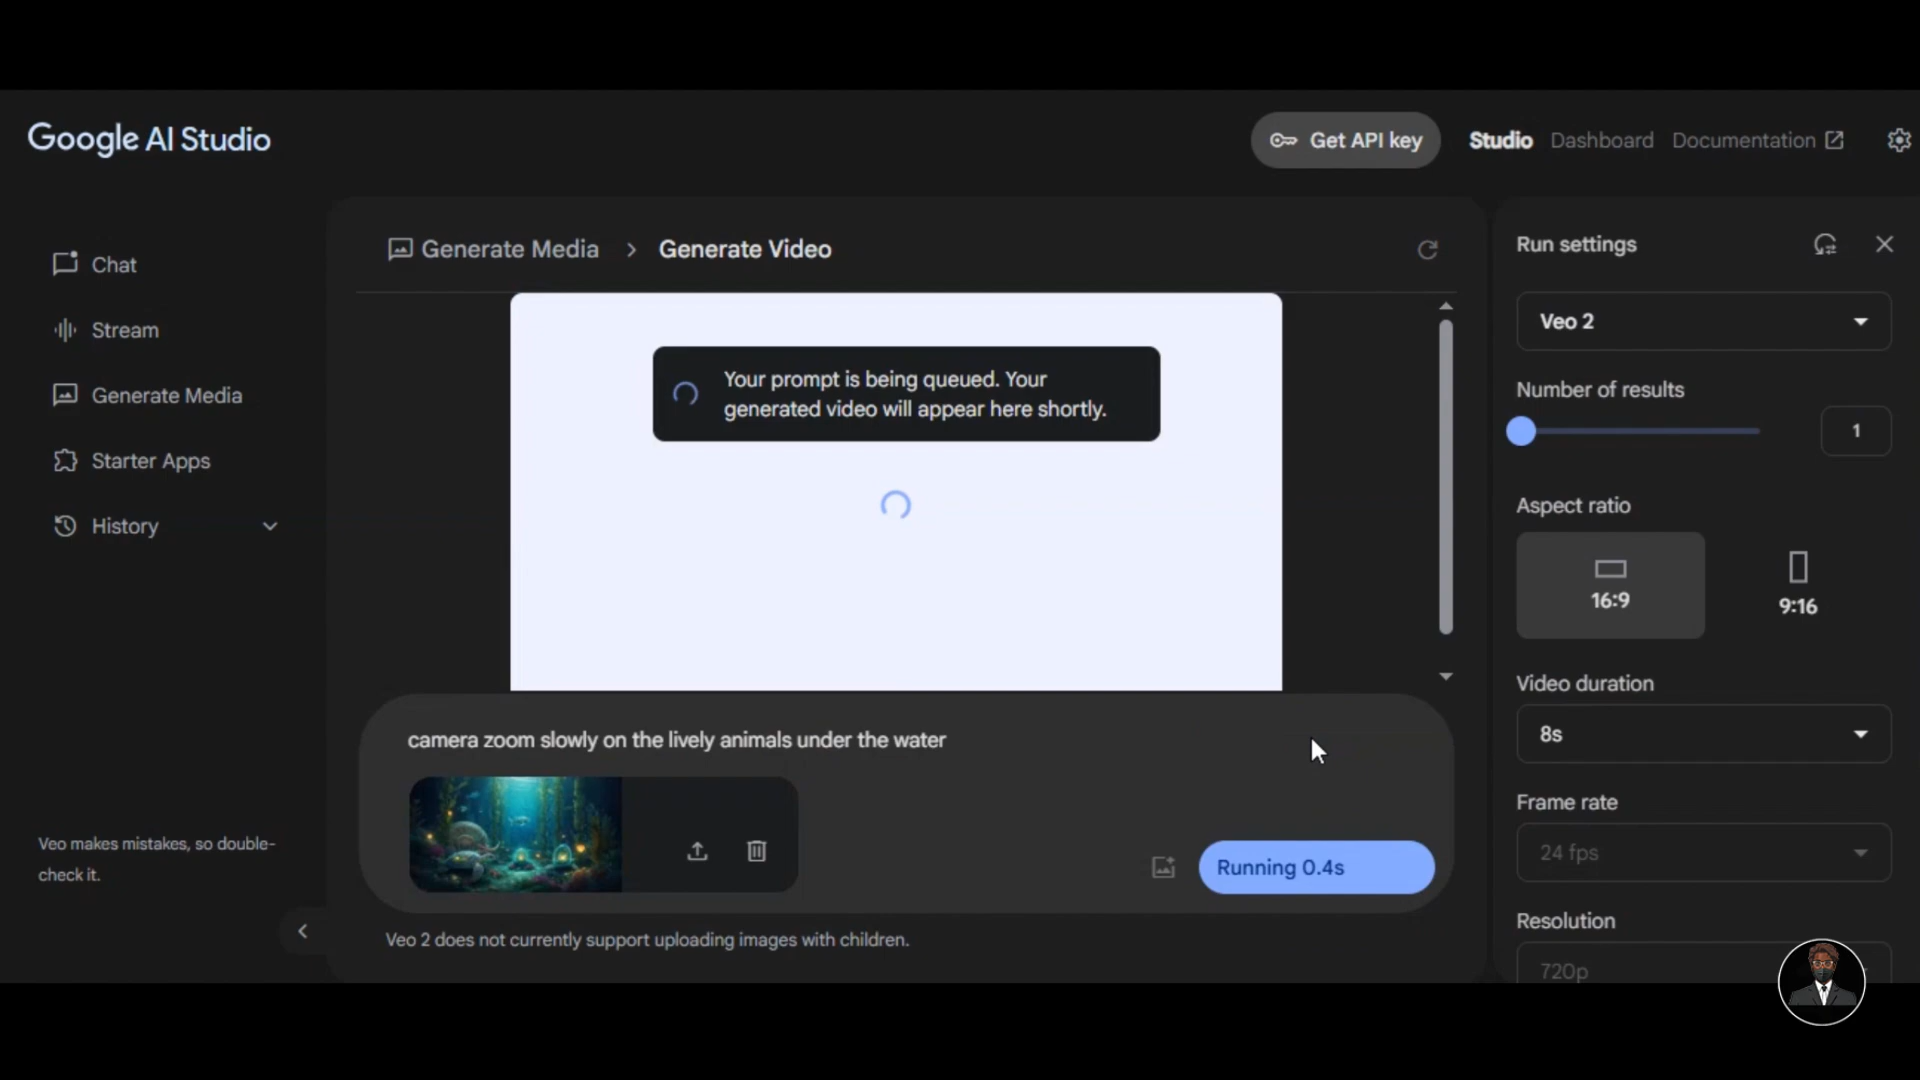 Google AI Studio
Get API key
Studio
Dashboard
Documentation
Chat
Stream
Generate Media
Starter Apps
History
Veo makes mistakes, so double-
check it.
Generate Media > Generate Video
Your prompt is being queued. Your
generated video will appear here shortly.
camera zoom slowly on the lively animals under the water
Running 0.4s
Veo 2 does not currently support uploading images with children.
Run settings
Veo 2
Number of results
1
Aspect ratio
16:9
9:16
Video duration
8s
Frame rate
24 fps
Resolution
720p